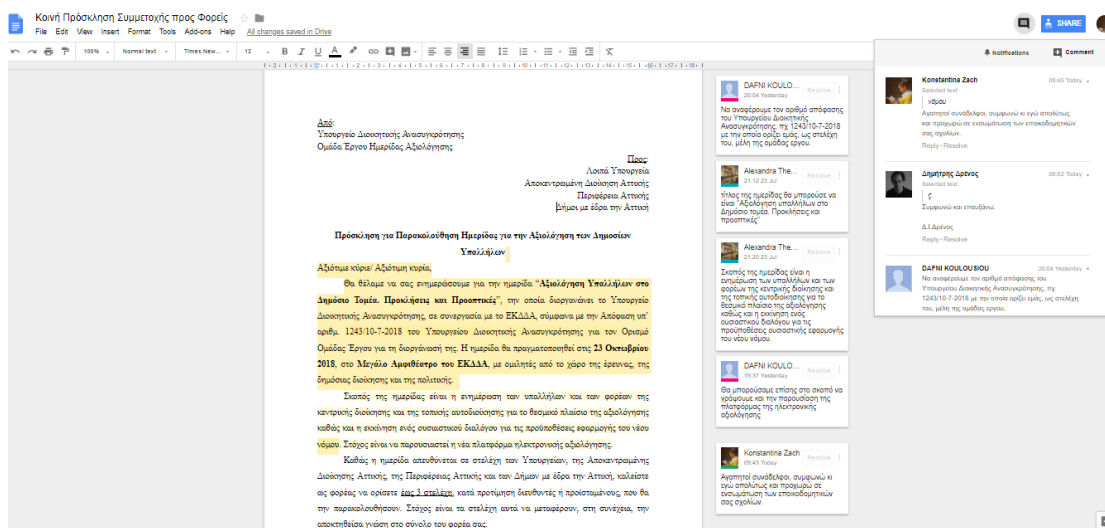 Κοινή Πρόσκληση Συμμετοχής προς Φορείς
File Edit View Insert Format Tools Add-ons Help All changes saved in Drive
SHARE
100% Normal text Times New... 12
Notifications Comment
Από:
Υπουργείο Διοικητικής Ανασυγκρότησης
Ομάδα Έργου Ημερίδας Αξιολόγησης
Προς:
Λοιπά Υπουργεία
Αποκεντρωμένη Διοίκηση Αττικής
Περιφέρεια Αττικής
Δήμοι με έδρα την Αττική
Πρόσκληση για Παρακολούθηση Ημερίδας για την Αξιολόγηση των Δημοσίων
Υπαλλήλων
Αξιότιμε κύριε/ Αξιότιμη κυρία,
Θα θέλαμε να σας ενημερώσουμε για την ημερίδα “Αξιολόγηση Υπαλλήλων στο
Δημόσιο Τομέα. Προκλήσεις και Προοπτικές”, την οποία διοργανώνει το Υπουργείο
Διοικητικής Ανασυγκρότησης, σε συνεργασία με το ΕΚΔΔΑ, σύμφωνα με την Απόφαση υπ’
αριθμ. 1243/10-7-2018 του Υπουργείου Διοικητικής Ανασυγκρότησης για τον Ορισμό
Ομάδας Έργου για τη διοργάνωσή της. Η ημερίδα θα πραγματοποιηθεί στις 23 Οκτωβρίου
2018, στο Μεγάλο Αμφιθέατρο του ΕΚΔΔΑ, με ομιλητές από το χώρο της έρευνας, της
δημόσιας διοίκησης και της πολιτικής.
Σκοπός της ημερίδας είναι η ενημέρωση των υπαλλήλων και των φορέων της
κεντρικής διοίκησης και της τοπικής αυτοδιοίκησης για το θεσμικό πλαίσιο της αξιολόγησης
καθώς και η εκκίνηση ενός ουσιαστικού διαλόγου για τις προϋποθέσεις εφαρμογής του νέου
νόμου. Στόχος είναι να παρουσιαστεί η νέα πλατφόρμα ηλεκτρονικής αξιολόγησης.
Καθώς η ημερίδα απευθύνεται σε στελέχη των Υπουργείων, της Αποκεντρωμένης
Διοίκησης Αττικής, της Περιφέρειας Αττικής και των Δήμων με έδρα την Αττική, καλείστε
ως φορέας να ορίσετε έως 3 στελέχη, κατά προτίμηση διευθυντές ή προϊσταμένους, που θα
την παρακολουθήσουν. Στόχος είναι τα στελέχη αυτά να μεταφέρουν, στη συνέχεια, την
αποκτηθείσα γνώση στο σύνολο του φορέα σας.
DAFNI KOULO... Resolve
20:04 Yesterday
Να αναφέρουμε τον αριθμό απόφασης
του Υπουργείου Διοικητικής
Ανασυγκρότησης, πχ 1243/10-7-2018
με την οποία ορίζει εμάς, ως στελέχη
του, μέλη της ομάδας εργου.
Alexandra The... Resolve
21:12 23 Jul
τίτλος της ημερίδας θα μπορούσε να
είναι "Αξιολόγηση υπαλλήλων στο
Δημόσιο τομέα. Προκλήσεις και
προοπτικές"
Alexandra The... Resolve
21:20 23 Jul
Σκοπός της ημερίδας είναι η
ενημέρωση των υπαλλήλων και των
φορέων της κεντρικής διοίκησης και
της τοπικής αυτοδιοίκησης για το
θεσμικό πλαίσιο της αξιολόγησης
καθώς και η εκκίνηση ενός
ουσιαστικού διαλόγου για τις
προϋποθέσεις ουσιαστικής εφαρμογής
του νέου νόμου.
DAFNI KOULO... Resolve
19:37 Yesterday
Θα μπορούσαμε επίσης στο σκοπό να
γράψουμε και την παρουσίαση της
πλατφόρμας της ηλεκτρονικής
αξιολόγησης
Konstantina Zach Resolve
09:45 Today
Αγαπητοί συνάδελφοι, συμφωνώ κι
εγώ απολύτως και προχωρώ σε
ενσωμάτωση των εποικοδομητικών
σας σχολίων.
Konstantina Zach 09:45 Today
Selected text:
νόμου
Αγαπητοί συνάδελφοι, συμφωνώ κι εγώ απολύτως
και προχωρώ σε ενσωμάτωση των εποικοδομητικών
σας σχολίων.
Reply • Resolve
Δημήτρης Δρένος 08:02 Today
Selected text:
ς
Συμφωνώ και επαυξάνω.
Δ.Ι.Δρένος
Reply • Resolve
DAFNI KOULOUSIOU 20:04 Yesterday
Να αναφέρουμε τον αριθμό απόφασης του
Υπουργείου Διοικητικής Ανασυγκρότησης, πχ
1243/10-7-2018 με την οποία ορίζει εμάς, ως στελέχη
του, μέλη της ομάδας εργου.